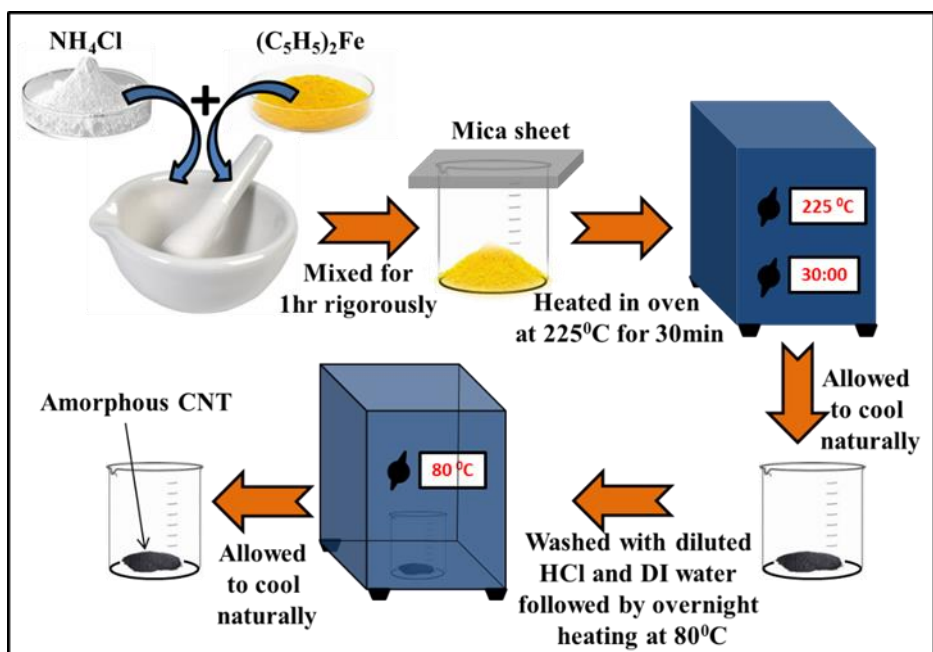 NH₄Cl
(C₅H₅)₂Fe
+
Mica sheet
Mixed for
1hr rigorously
Heated in oven
at 225⁰C for 30min
225 ⁰C
30:00
Allowed
to cool
naturally
Washed with diluted
HCl and DI water
followed by overnight
heating at 80⁰C
80 ⁰C
Allowed
to cool
naturally
Amorphous CNT